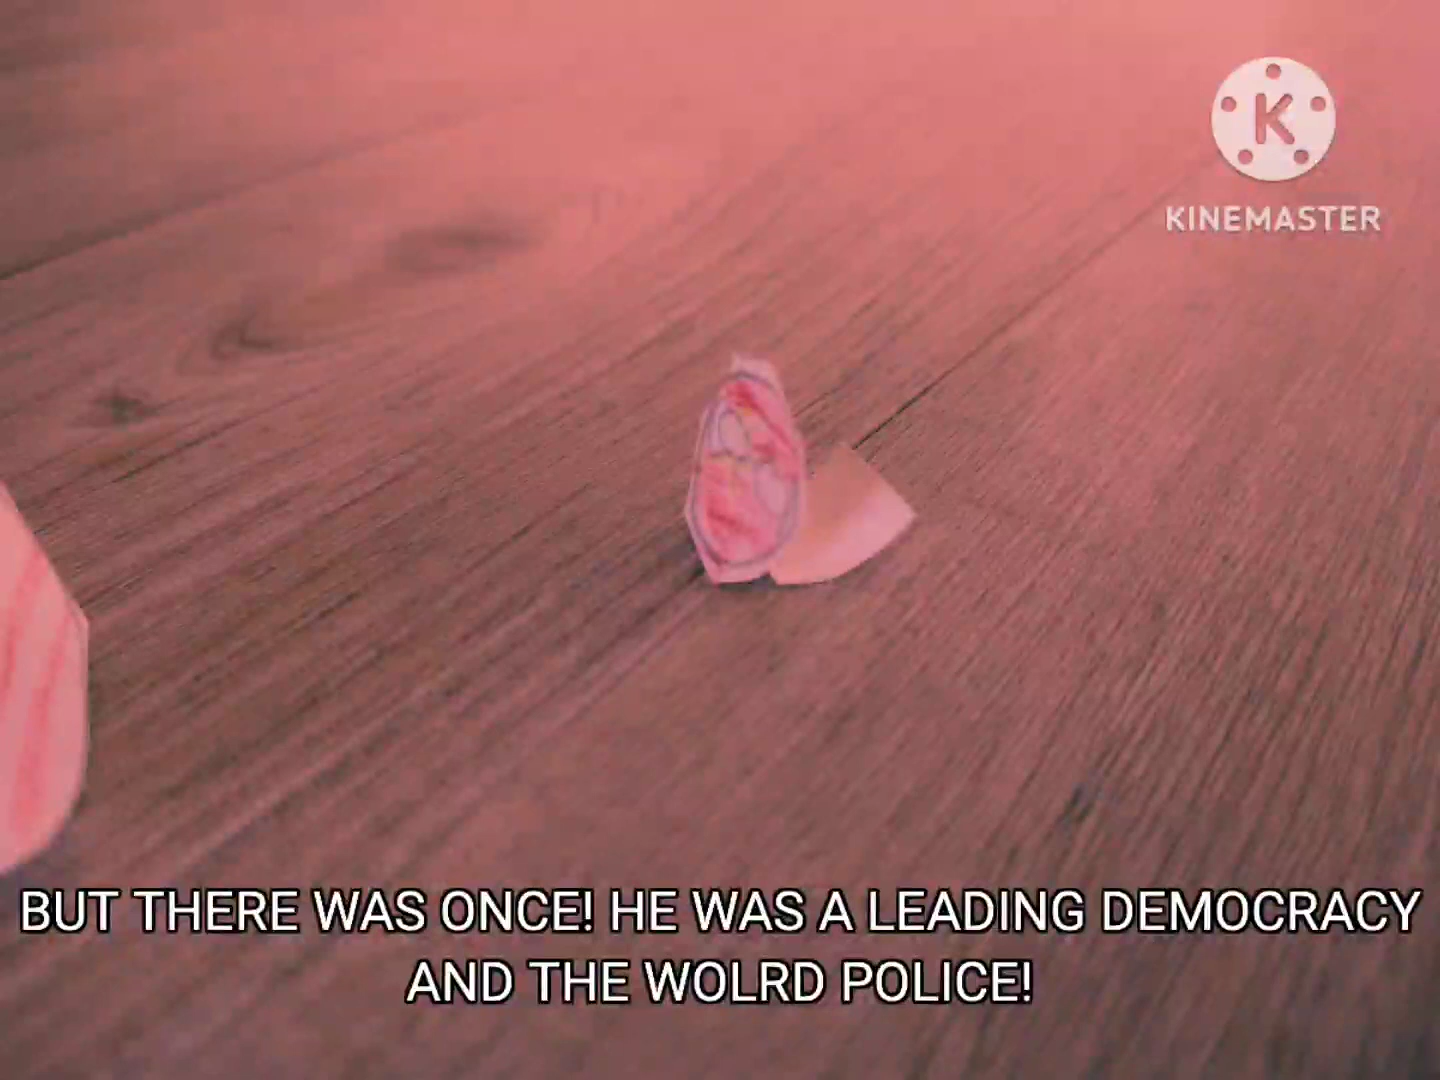 K
KINEMASTER
BUT THERE WAS ONCE! HE WAS A LEADING DEMOCRACY
AND THE WOLRD POLICE!